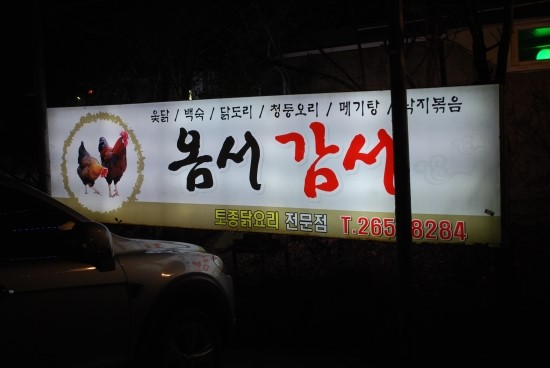 옻닭 / 백숙 / 닭도리 / 청둥오리 / 메기탕 / 낙지볶음
옴서 감서
토종닭요리 전문점